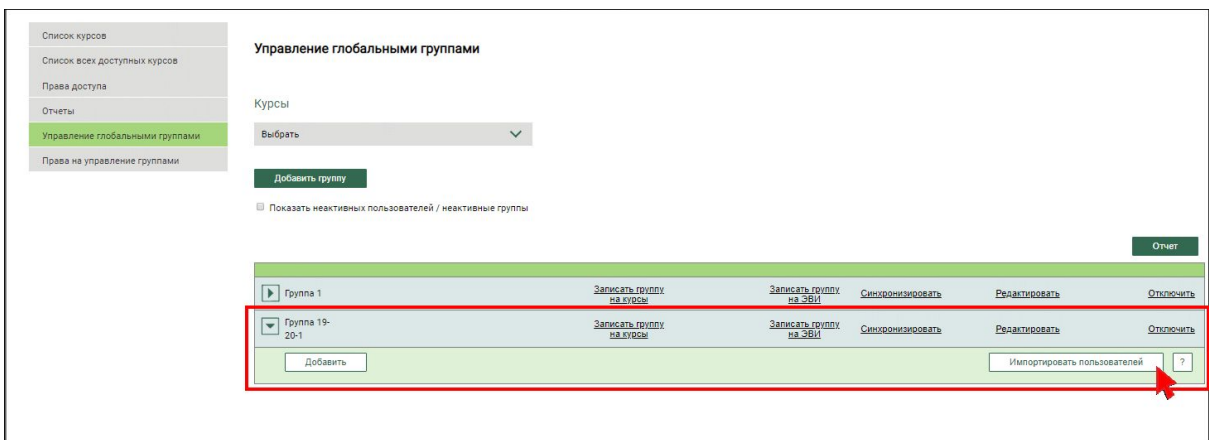 Список курсов
Список всех доступных курсов
Права доступа
Отчеты
Управление глобальными группами
Права на управление группами
Управление глобальными группами
Курсы
Выбрать
Добавить группу
Показать неактивных пользователей / неактивные группы
Отчет
Группа 1
Записать группу
на курсы
Записать группу
на ЭВИ
Синхронизировать
Редактировать
Отключить
Группа 19-
20-1
Записать группу
на курсы
Записать группу
на ЭВИ
Синхронизировать
Редактировать
Отключить
Добавить
Импортировать пользователей
?